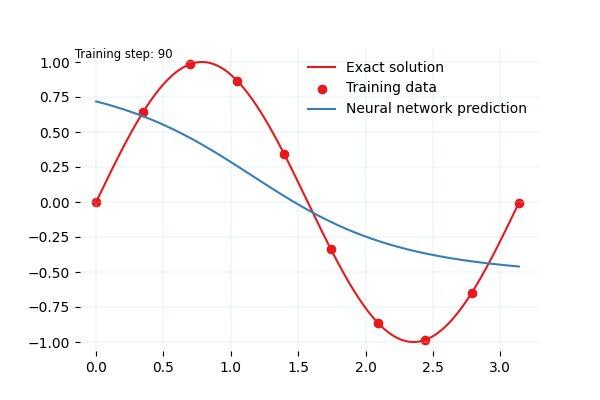 Training step: 90
Exact solution
Training data
Neural network prediction
1.00
0.75
0.50
0.25
0.00
−0.25
−0.50
−0.75
−1.00
0.0 0.5 1.0 1.5 2.0 2.5 3.0